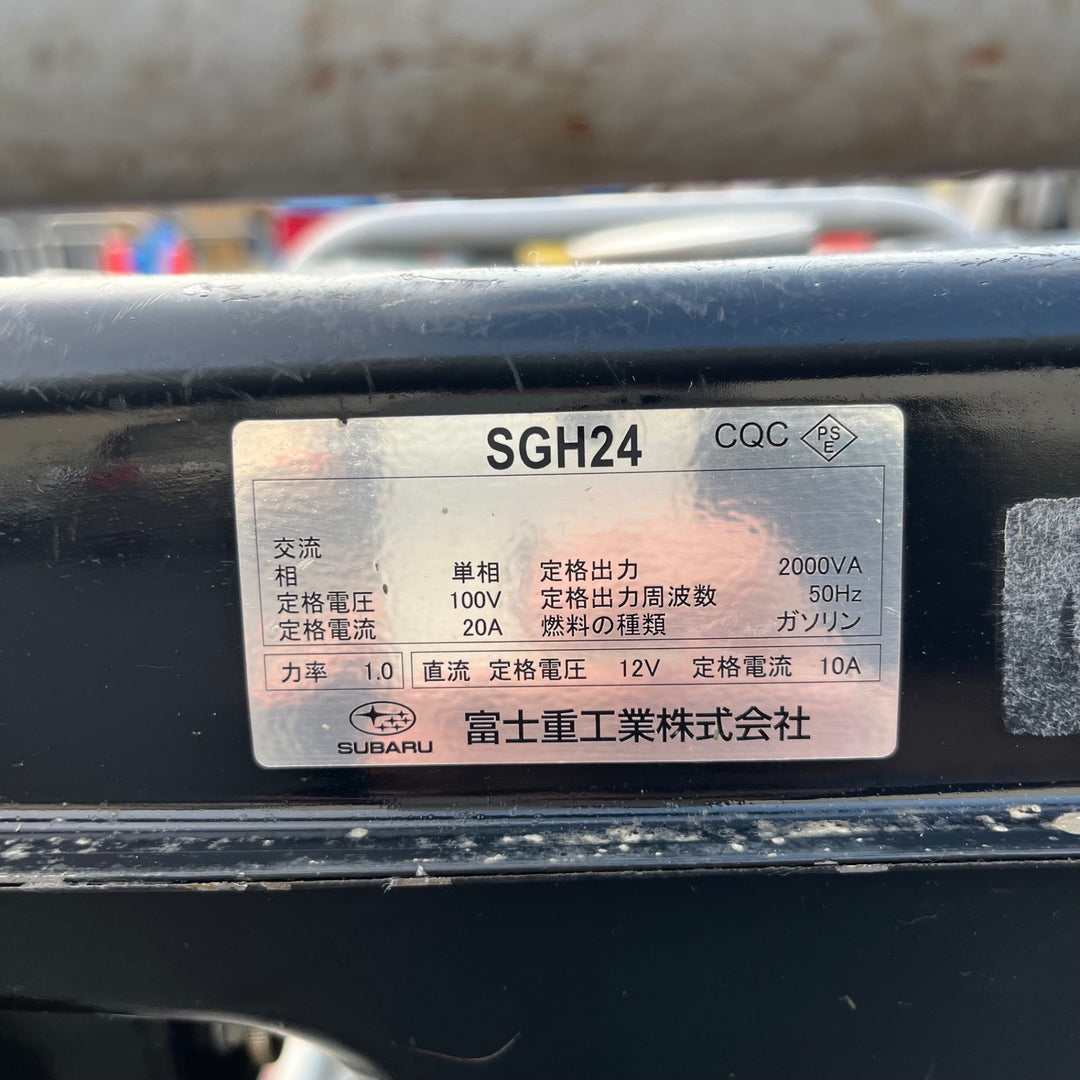 SGH24 CQC PSE
交流
相 単相 定格出力 2000VA
定格電圧 100V 定格出力周波数 50Hz
定格電流 20A 燃料の種類 ガソリン
力率 1.0 直流 定格電圧 12V 定格電流 10A
SUBARU 富士重工業株式会社